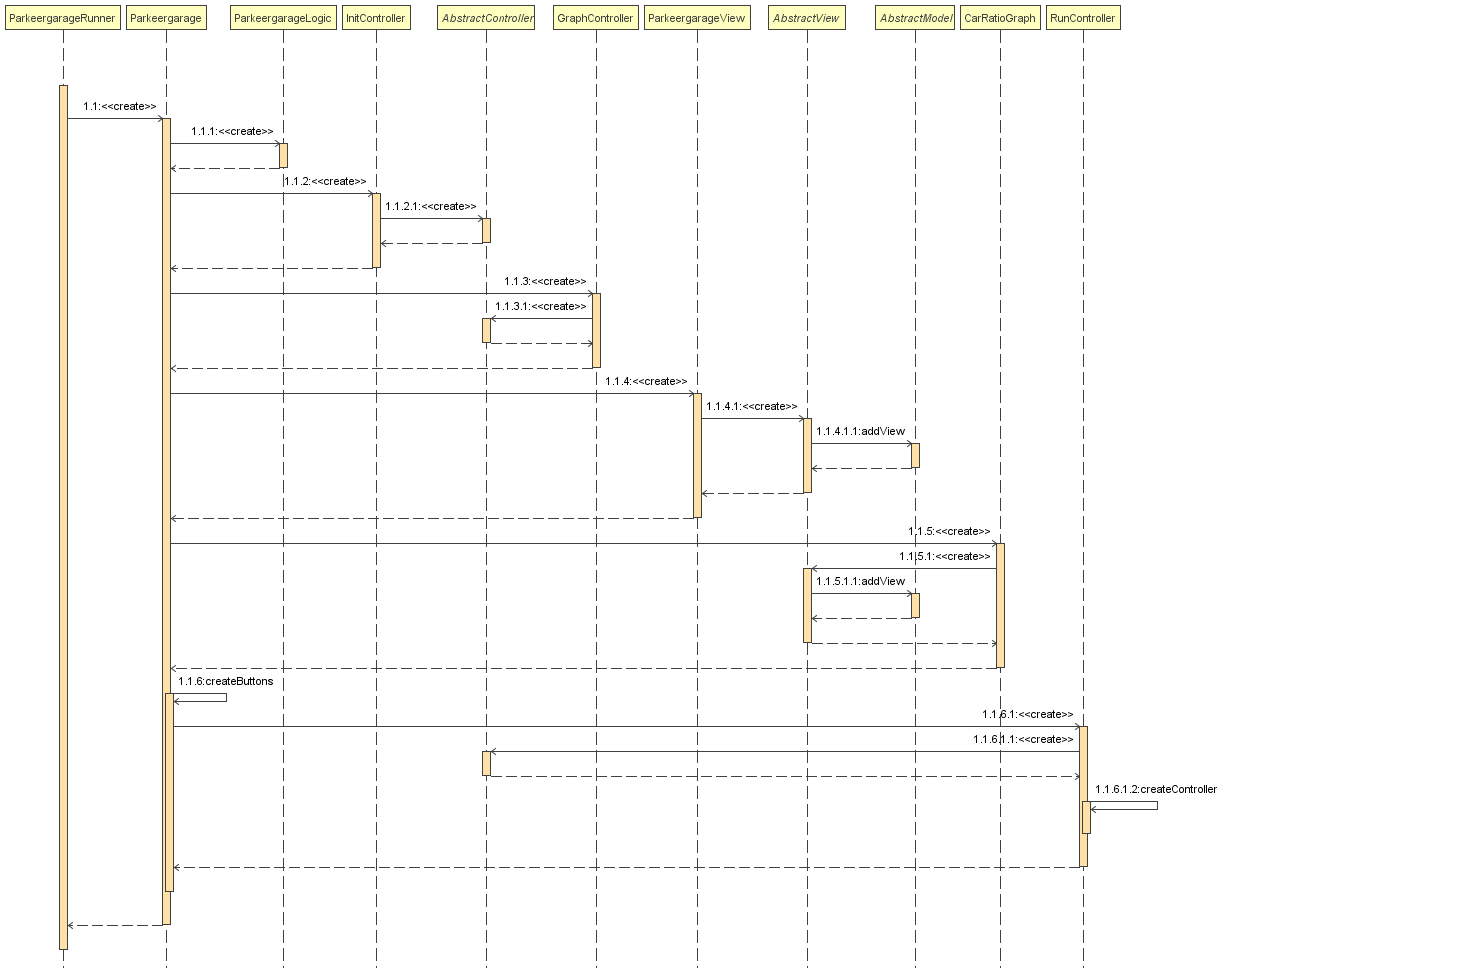 ParkeergarageRunner
Parkeergarage
ParkeergarageLogic
InitController
AbstractController
GraphController
ParkeergarageView
AbstractView
AbstractModel
CarRatioGraph
RunController
1.1:<<create>>
1.1.1:<<create>>
1.1.2:<<create>>
1.1.2.1:<<create>>
1.1.3:<<create>>
1.1.3.1:<<create>>
1.1.4:<<create>>
1.1.4.1:<<create>>
1.1.4.1.1:addView
1.1.5:<<create>>
1.1.5.1:<<create>>
1.1.5.1.1:addView
1.1.6:createButtons
1.1.6.1:<<create>>
1.1.6.1.1:<<create>>
1.1.6.1.2:createController